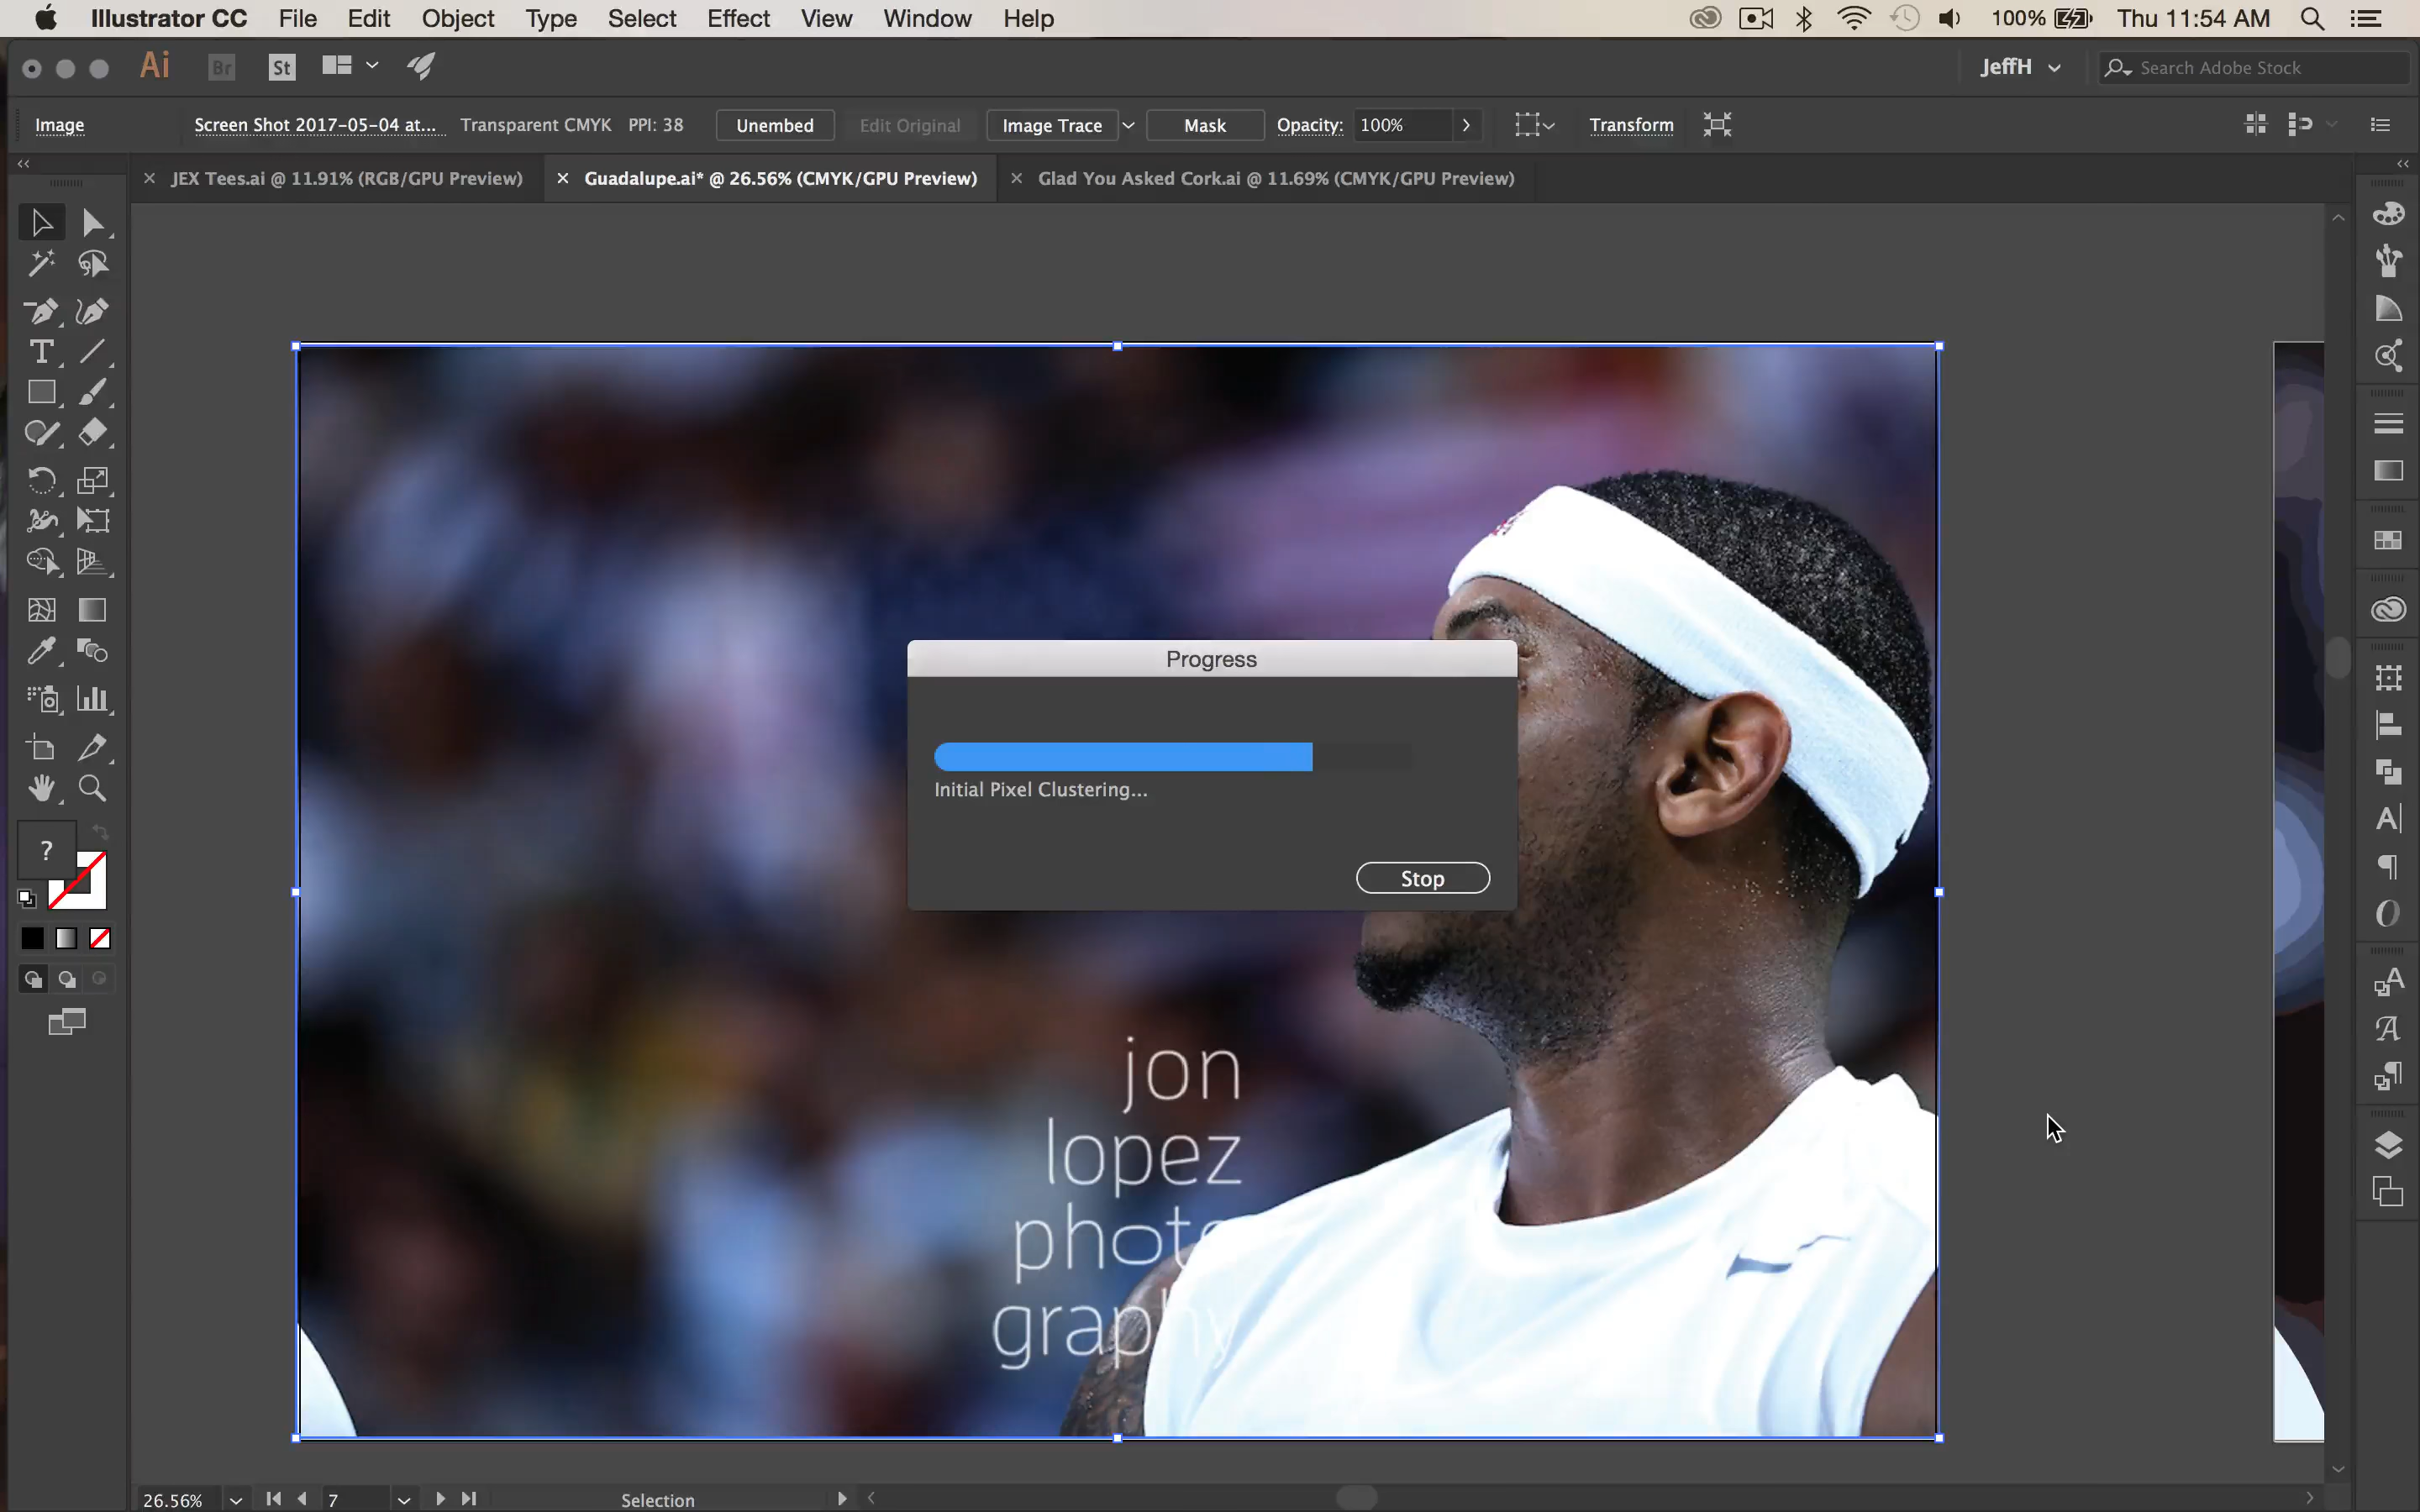 Illustrator CC File Edit Object Type Select Effect View Window Help 100% Thu 11:54 AM
Ai Br St JeffH Search Adobe Stock
Image Screen Shot 2017-05-04 at... Transparent CMYK PPI: 38 Unembed Edit Original Image Trace Mask Opacity: 100% Transform
JEX Tees.ai @ 11.91% (RGB/GPU Preview) Guadalupe.ai* @ 26.56% (CMYK/GPU Preview) Glad You Asked Cork.ai @ 11.69% (CMYK/GPU Preview)
Progress
Initial Pixel Clustering...
Stop
?
jon
lopez
photo
graphy
26.56% 7 Selection